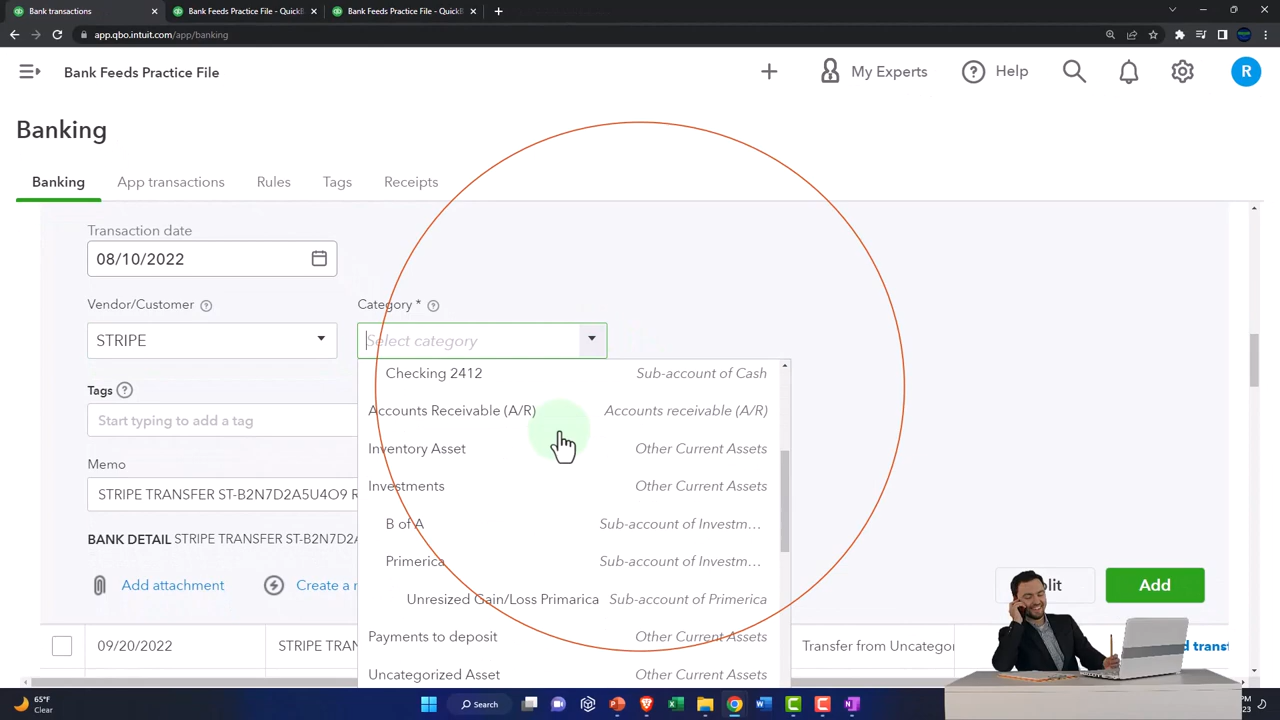 Bank transactions
Bank Feeds Practice File - QuickB
Bank Feeds Practice File - QuickB
app.qbo.intuit.com/app/banking
Bank Feeds Practice File
My Experts
Help
R
Banking
Banking
App transactions
Rules
Tags
Receipts
Transaction date
08/10/2022
Vendor/Customer
Category *
STRIPE
Select category
Tags
Start typing to add a tag
Memo
STRIPE TRANSFER ST-B2N7D2A5U4O9 R
BANK DETAIL STRIPE TRANSFER ST-B2N7D2A
Add attachment
Create a r
Checking 2412 Sub-account of Cash
Accounts Receivable (A/R) Accounts receivable (A/R)
Inventory Asset Other Current Assets
Investments Other Current Assets
B of A Sub-account of Investm...
Primerica Sub-account of Investm...
Unresized Gain/Loss Primarica Sub-account of Primerica
Payments to deposit Other Current Assets
Uncategorized Asset Other Current Assets
lit
Add
09/20/2022
STRIPE TRAN
Transfer from Uncategor
d transf
65°F
Clear
Search
PM
23